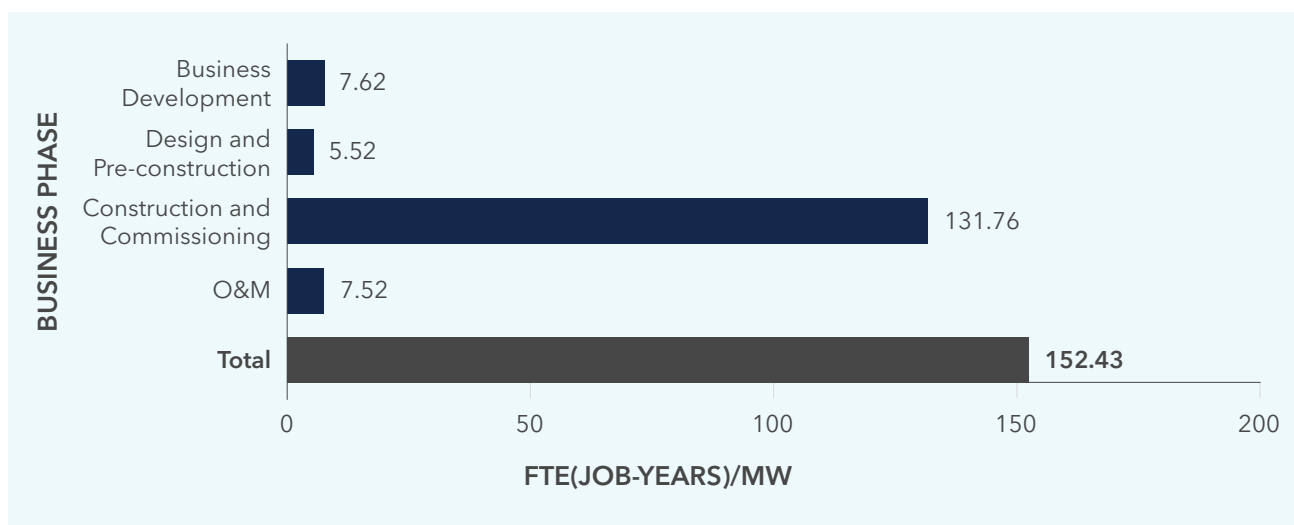 BUSINESS PHASE
Business
Development
7.62
Design and
Pre-construction
5.52
Construction and
Commissioning
131.76
O&M
7.52
Total
152.43
0 50 100 150 200
FTE(JOB-YEARS)/MW